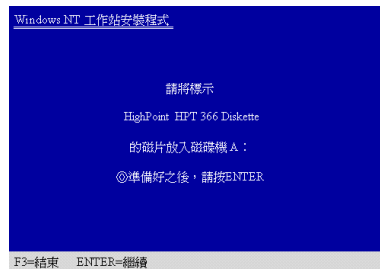 Windows NT 工作站安裝程式
請將標示
HighPoint HPT 366 Diskette
的磁片放入磁碟機 A：
◎準備好之後，請按ENTER
F3=結束 ENTER=繼續